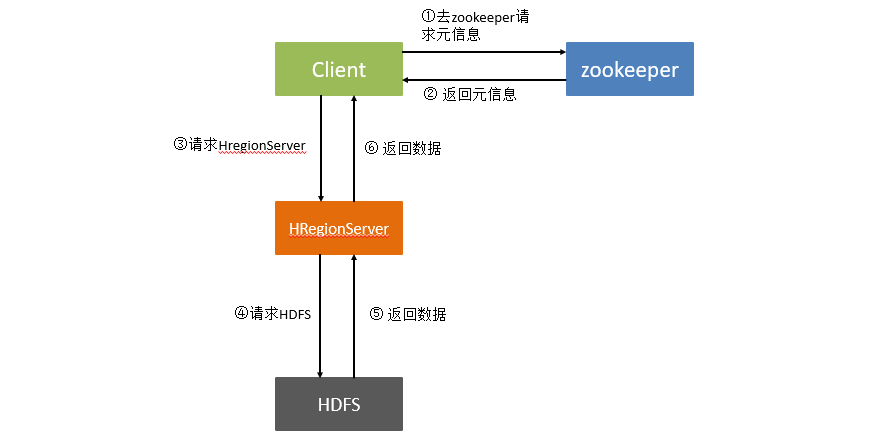 ①去zookeeper请
求元信息
Client
zookeeper
② 返回元信息
③请求HregionServer
⑥ 返回数据
HRegionServer
④请求HDFS
⑤ 返回数据
HDFS